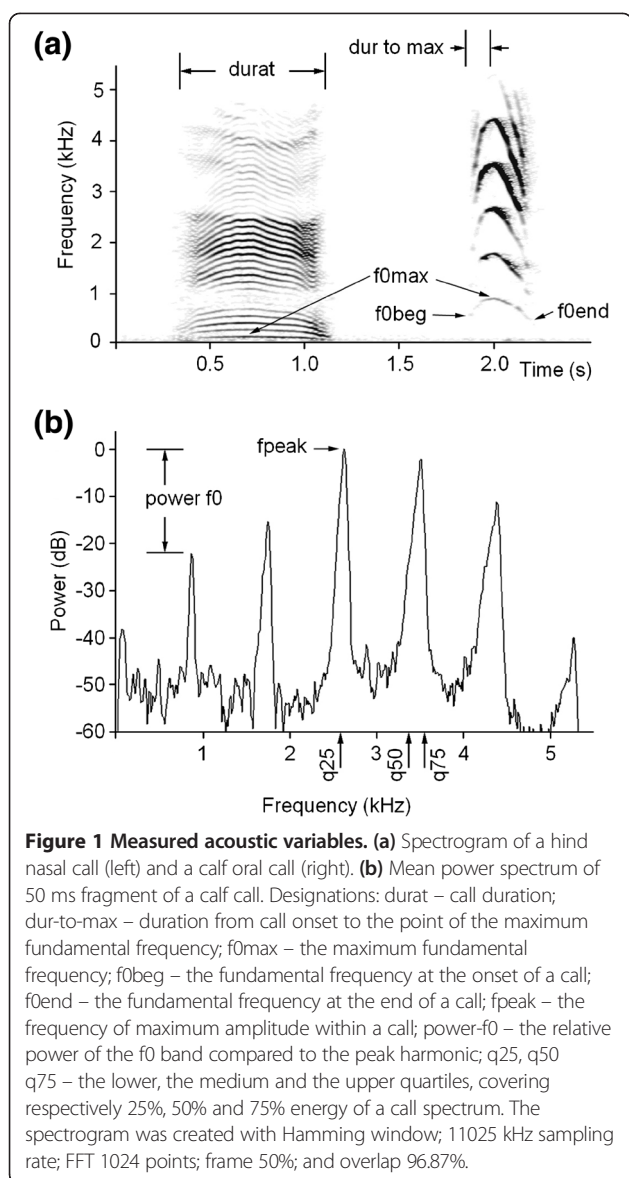 (a)
durat
dur to max
5
4
3
2
1
0
Frequency (kHz)
f0max
f0beg
f0end
0.5
1.0
1.5
2.0
Time (s)
(b)
fpeak
power f0
0
-10
-20
-30
-40
-50
-60
Power (dB)
1
2
3
4
5
q25
q50
q75
Frequency (kHz)
Figure 1 Measured acoustic variables. (a) Spectrogram of a hind
nasal call (left) and a calf oral call (right). (b) Mean power spectrum of
50 ms fragment of a calf call. Designations: durat – call duration;
dur-to-max – duration from call onset to the point of the maximum
fundamental frequency; f0max – the maximum fundamental
frequency; f0beg – the fundamental frequency at the onset of a call;
f0end – the fundamental frequency at the end of a call; fpeak – the
frequency of maximum amplitude within a call; power-f0 – the relative
power of the f0 band compared to the peak harmonic; q25, q50
q75 – the lower, the medium and the upper quartiles, covering
respectively 25%, 50% and 75% energy of a call spectrum. The
spectrogram was created with Hamming window; 11025 kHz sampling
rate; FFT 1024 points; frame 50%; and overlap 96.87%.